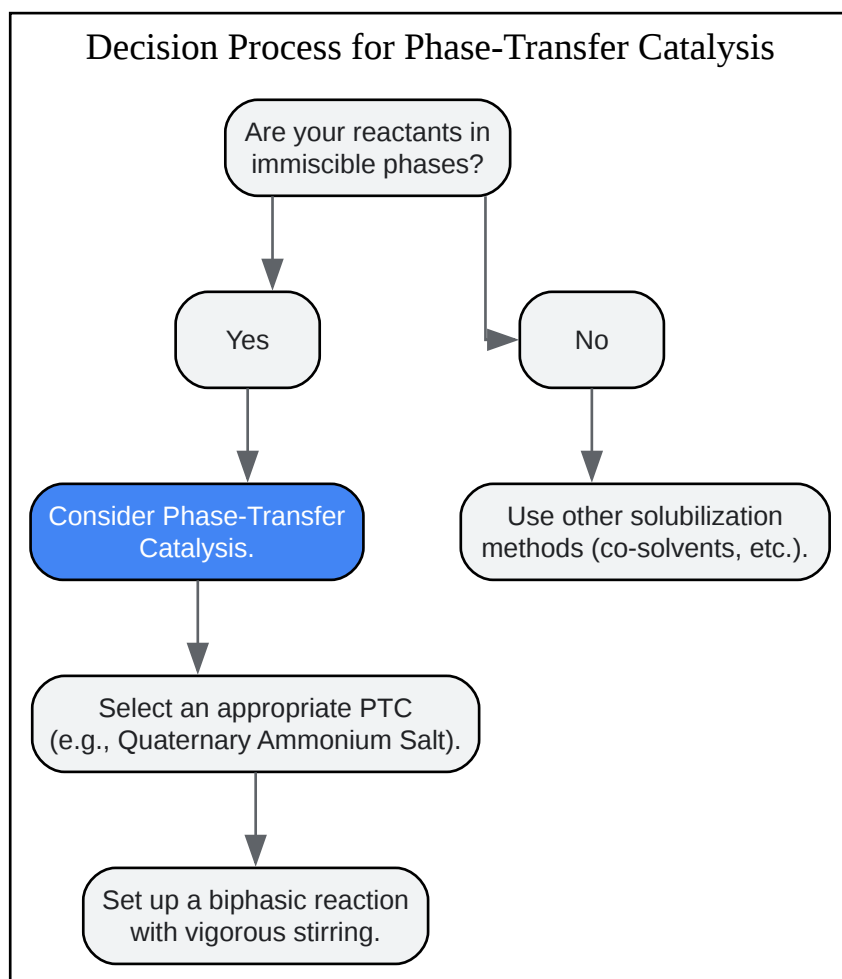 Decision Process for Phase-Transfer Catalysis
Are your reactants in
immiscible phases?
Yes
No
Consider Phase-Transfer
Catalysis.
Use other solubilization
methods (co-solvents, etc.).
Select an appropriate PTC
(e.g., Quaternary Ammonium Salt).
Set up a biphasic reaction
with vigorous stirring.